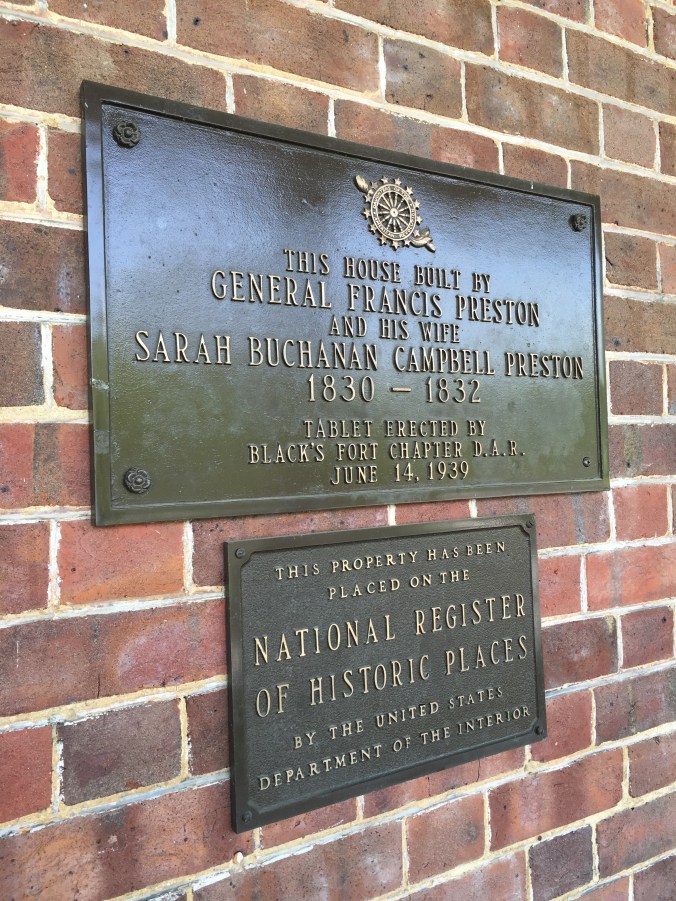 THIS HOUSE BUILT BY
GENERAL FRANCIS PRESTON
AND HIS WIFE
SARAH BUCHANAN CAMPBELL PRESTON
1830 – 1832
TABLET ERECTED BY
BLACK'S FORT CHAPTER D.A.R.
JUNE 14, 1939
THIS PROPERTY HAS BEEN
PLACED ON THE
NATIONAL REGISTER
OF HISTORIC PLACES
BY THE UNITED STATES
DEPARTMENT OF THE INTERIOR